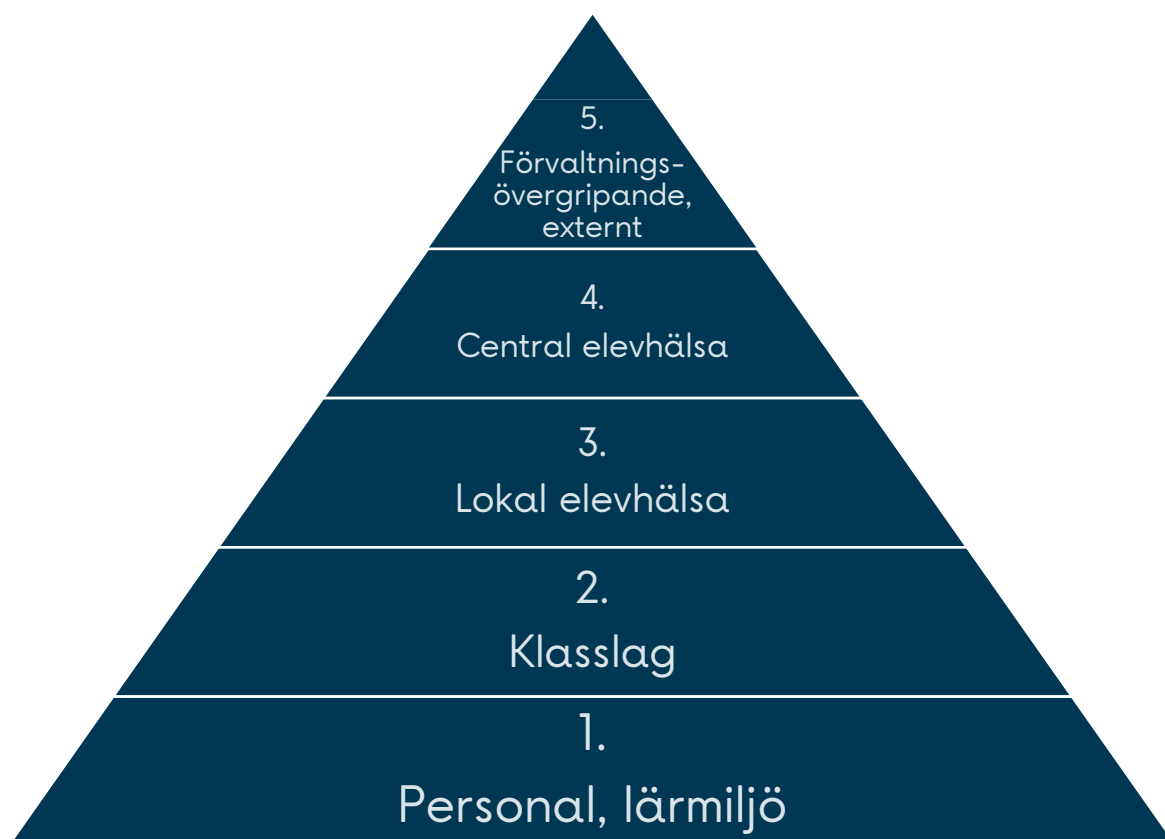 5.
Förvaltnings-
övergripande,
externt
4.
Central elevhälsa
3.
Lokal elevhälsa
2.
Klasslag
1.
Personal, lärmiljö